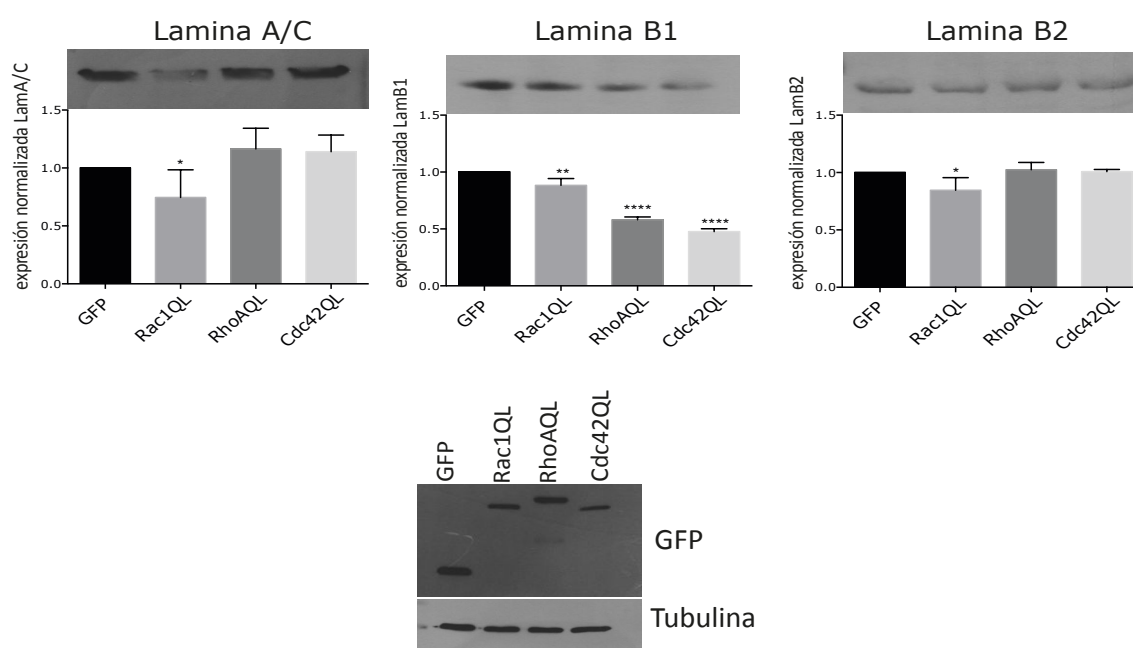 Lamina A/C
expresión normalizada LamA/C
1.5
1.0
0.5
0.0
*
GFP
Rac1QL
RhoAQL
Cdc42QL
Lamina B1
expresión normalizada LamB1
1.5
1.0
0.5
0.0
**
****
****
GFP
Rac1QL
RhoAQL
Cdc42QL
Lamina B2
expresión normalizada LamB2
1.5
1.0
0.5
0.0
*
GFP
Rac1QL
RhoAQL
Cdc42QL
GFP
Rac1QL
RhoAQL
Cdc42QL
GFP
Tubulina